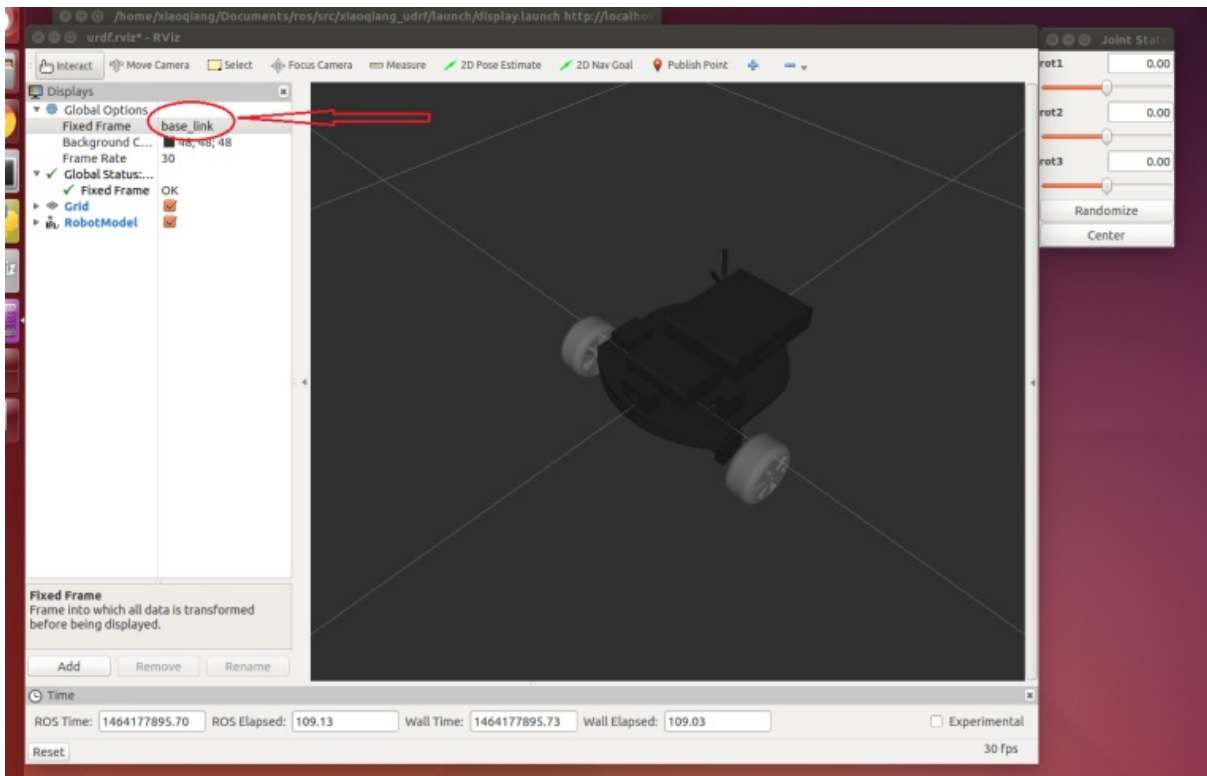 /home/xiaoqiang/Documents/ros/src/xiaoqiang_udrf/launch/display.launch http://localho
urdf.rviz* - RViz
Joint Stat
Interact Move Camera Select Focus Camera Measure 2D Pose Estimate 2D Nav Goal Publish Point
Displays
Global Options
Fixed Frame base_link
Background C... 48; 48; 48
Frame Rate 30
Global Status:...
Fixed Frame OK
Grid
RobotModel
rot1 0.00
rot2 0.00
rot3 0.00
Randomize
Center
Fixed Frame
Frame into which all data is transformed
before being displayed.
Add Remove Rename
Time
ROS Time: 1464177895.70 ROS Elapsed: 109.13 Wall Time: 1464177895.73 Wall Elapsed: 109.03 Experimental
Reset 30 fps